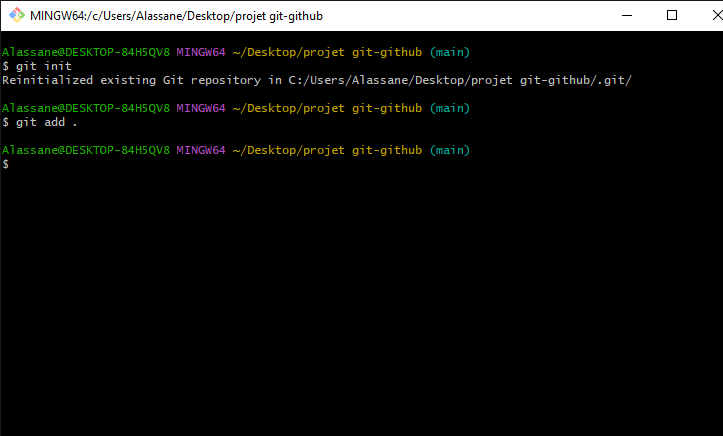 MINGW64:/c/Users/Alassane/Desktop/projet git-github
Alassane@DESKTOP-84H5QV8 MINGW64 ~/Desktop/projet git-github (main)
$ git init
Reinitialized existing Git repository in C:/Users/Alassane/Desktop/projet git-github/.git/
Alassane@DESKTOP-84H5QV8 MINGW64 ~/Desktop/projet git-github (main)
$ git add .
Alassane@DESKTOP-84H5QV8 MINGW64 ~/Desktop/projet git-github (main)
$